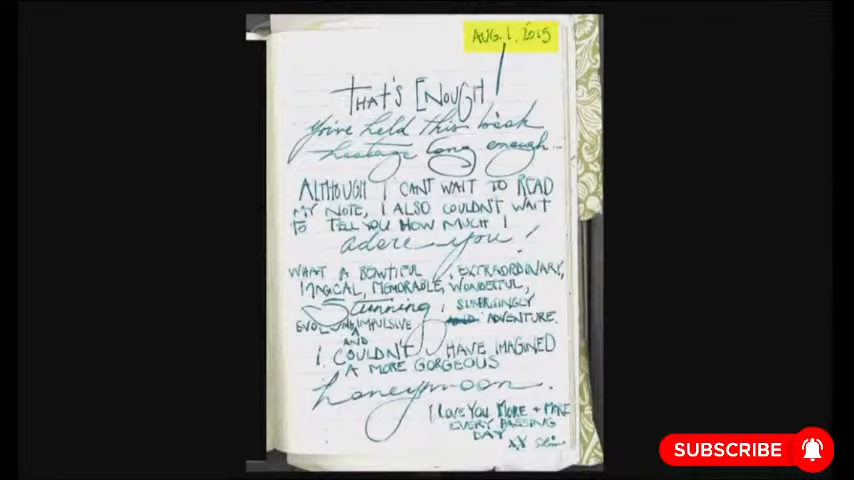 AUG. 1, 2015
THAT'S ENOUGH!
You've held this book
hostage long enough...
ALTHOUGH I CAN'T WAIT TO READ
MY NOTE, I ALSO COULDN'T WAIT
TO TELL YOU HOW MUCH I
adore you!
WHAT A BEAUTIFUL, EXTRAORDINARY,
MAGICAL, MEMORABLE, WONDERFUL,
Stunning, SURPRISINGLY
EVOLVING, IMPULSIVE ADVENTURE.
AND
I COULDN'T HAVE IMAGINED
A MORE GORGEOUS
honeymoon.
I LOVE YOU MORE + MORE
EVERY PASSING
DAY
XX
SUBSCRIBE